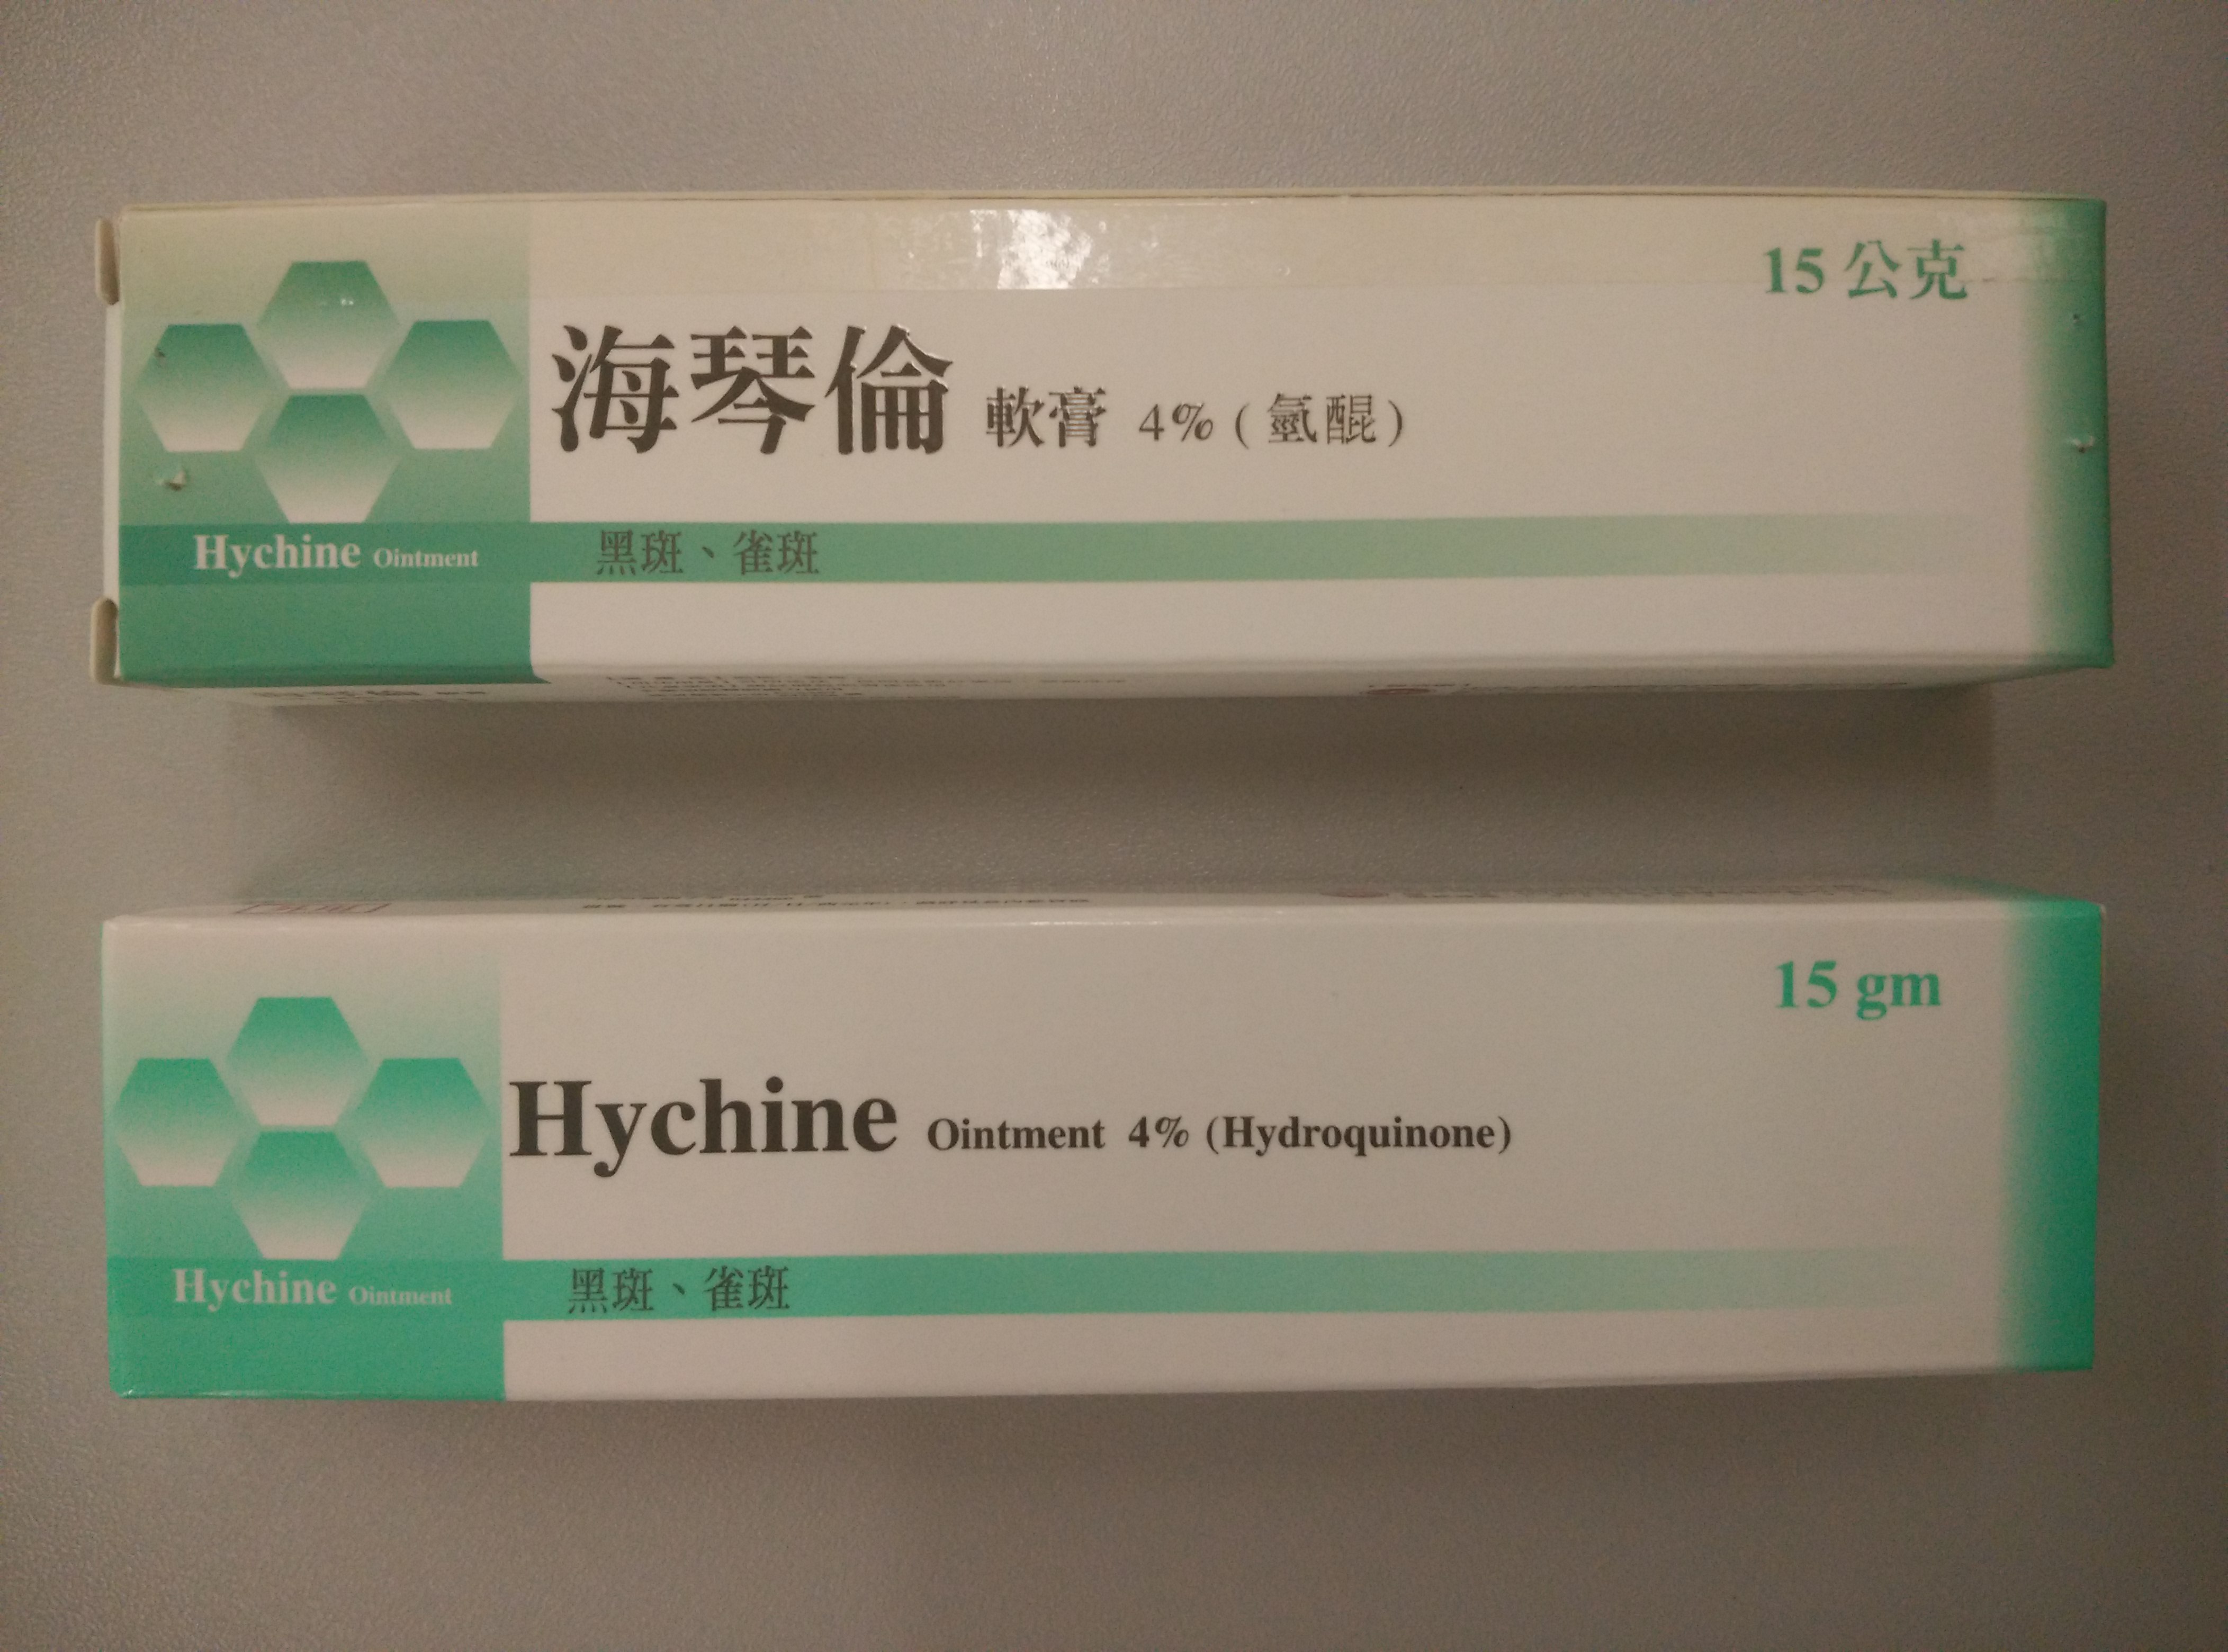 15 公克
海琴倫 軟膏 4% (氫醌)
Hychine Ointment 黑斑、雀斑
15 gm
Hychine Ointment 4% (Hydroquinone)
Hychine Ointment 黑斑、雀斑